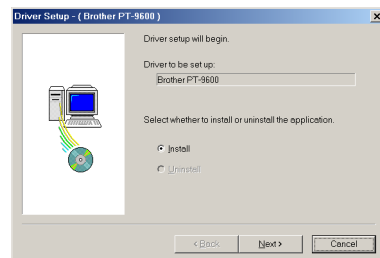 Driver Setup - ( Brother PT-9600 )
Driver setup will begin.
Driver to be set up:
Brother PT-9600
Select whether to install or uninstall the application.
Install
Uninstall
< Back
Next >
Cancel